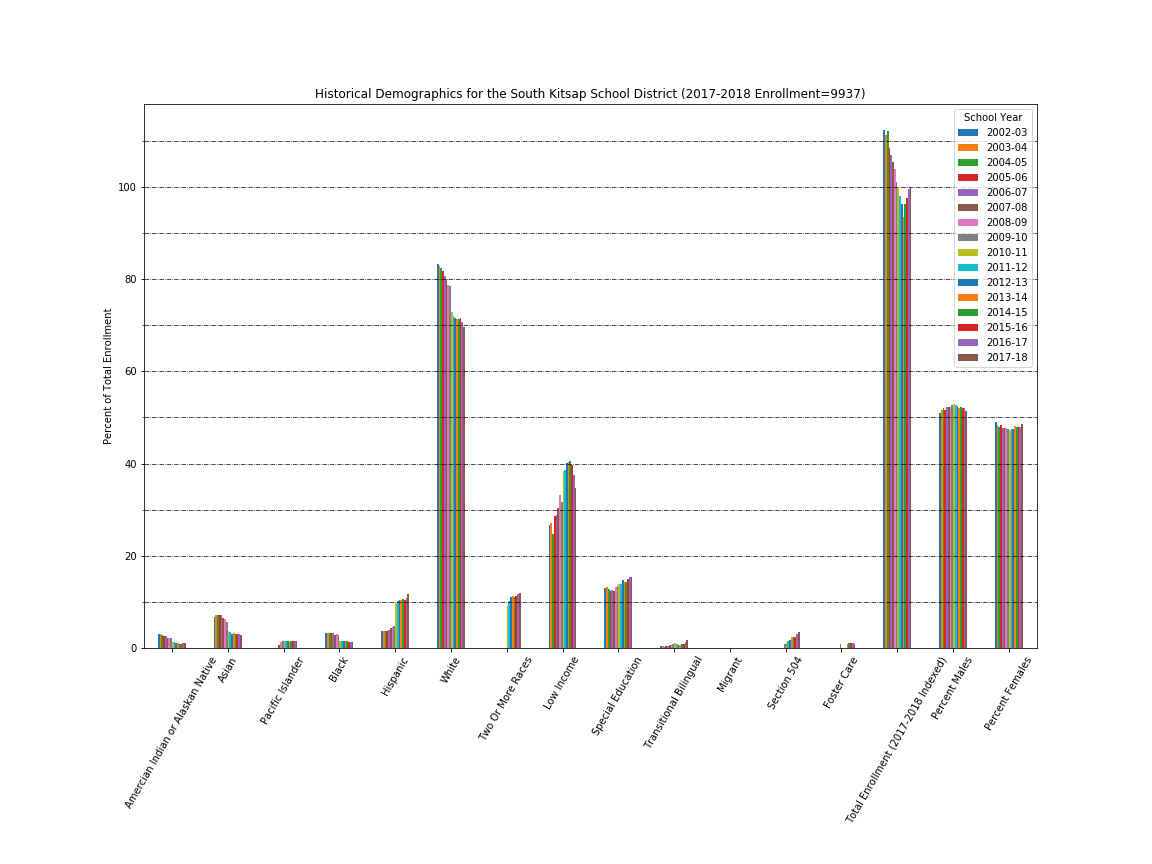 Historical Demographics for the South Kitsap School District (2017-2018 Enrollment=9937)
Percent of Total Enrollment
100
80
60
40
20
0
School Year
2002-03
2003-04
2004-05
2005-06
2006-07
2007-08
2008-09
2009-10
2010-11
2011-12
2012-13
2013-14
2014-15
2015-16
2016-17
2017-18
Amercian Indian or Alaskan Native
Asian
Pacific Islander
Black
Hispanic
White
Two Or More Races
Low Income
Special Education
Transitional Bilingual
Migrant
Section 504
Foster Care
Total Enrollment (2017-2018 Indexed)
Percent Males
Percent Females